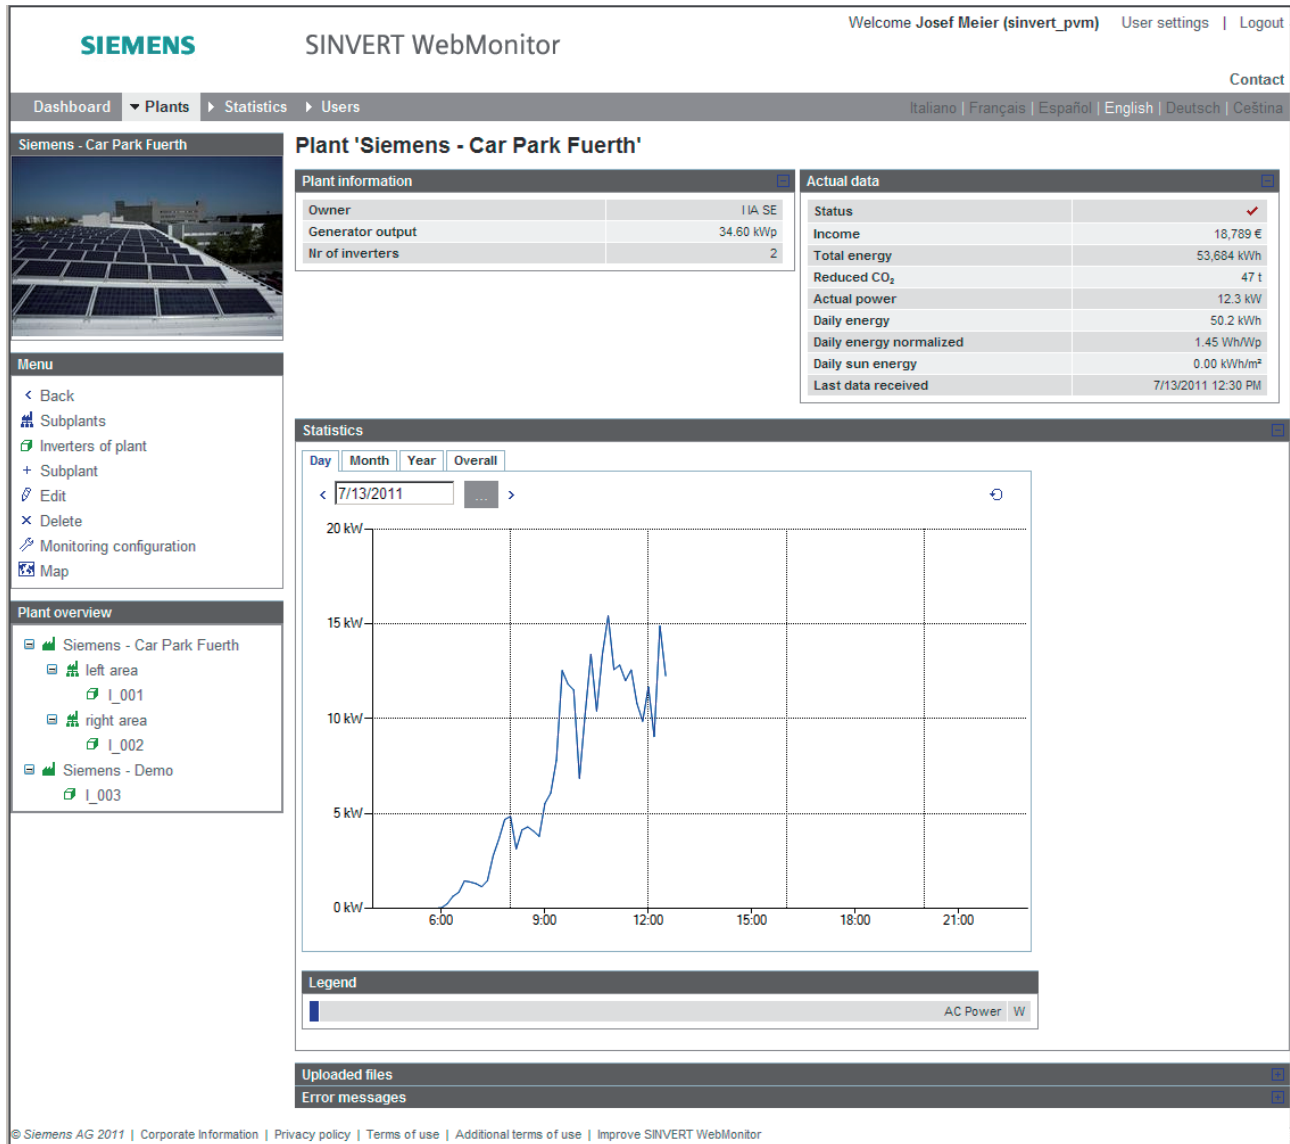 Welcome Josef Meier (sinvert_pvm) User settings | Logout
SIEMENS SINVERT WebMonitor
Contact
Dashboard Plants Statistics Users Italiano | Français | Español | English | Deutsch | Ceština
Siemens - Car Park Fuerth
Plant 'Siemens - Car Park Fuerth'
Plant information
Owner I IA SE
Generator output 34.60 kWp
Nr of inverters 2
Actual data
Status
Income 18,789 €
Total energy 53,684 kWh
Reduced CO₂ 47 t
Actual power 12.3 kW
Daily energy 50.2 kWh
Daily energy normalized 1.45 Wh/Wp
Daily sun energy 0.00 kWh/m²
Last data received 7/13/2011 12:30 PM
Menu
Back
Subplants
Inverters of plant
+ Subplant
Edit
Delete
Monitoring configuration
Map
Plant overview
Siemens - Car Park Fuerth
left area
I_001
right area
I_002
Siemens - Demo
I_003
Statistics
Day Month Year Overall
< 7/13/2011 ... >
20 kW
15 kW
10 kW
5 kW
0 kW
6:00 9:00 12:00 15:00 18:00 21:00
Legend
AC Power W
Uploaded files
Error messages
© Siemens AG 2011 | Corporate Information | Privacy policy | Terms of use | Additional terms of use | Improve SINVERT WebMonitor